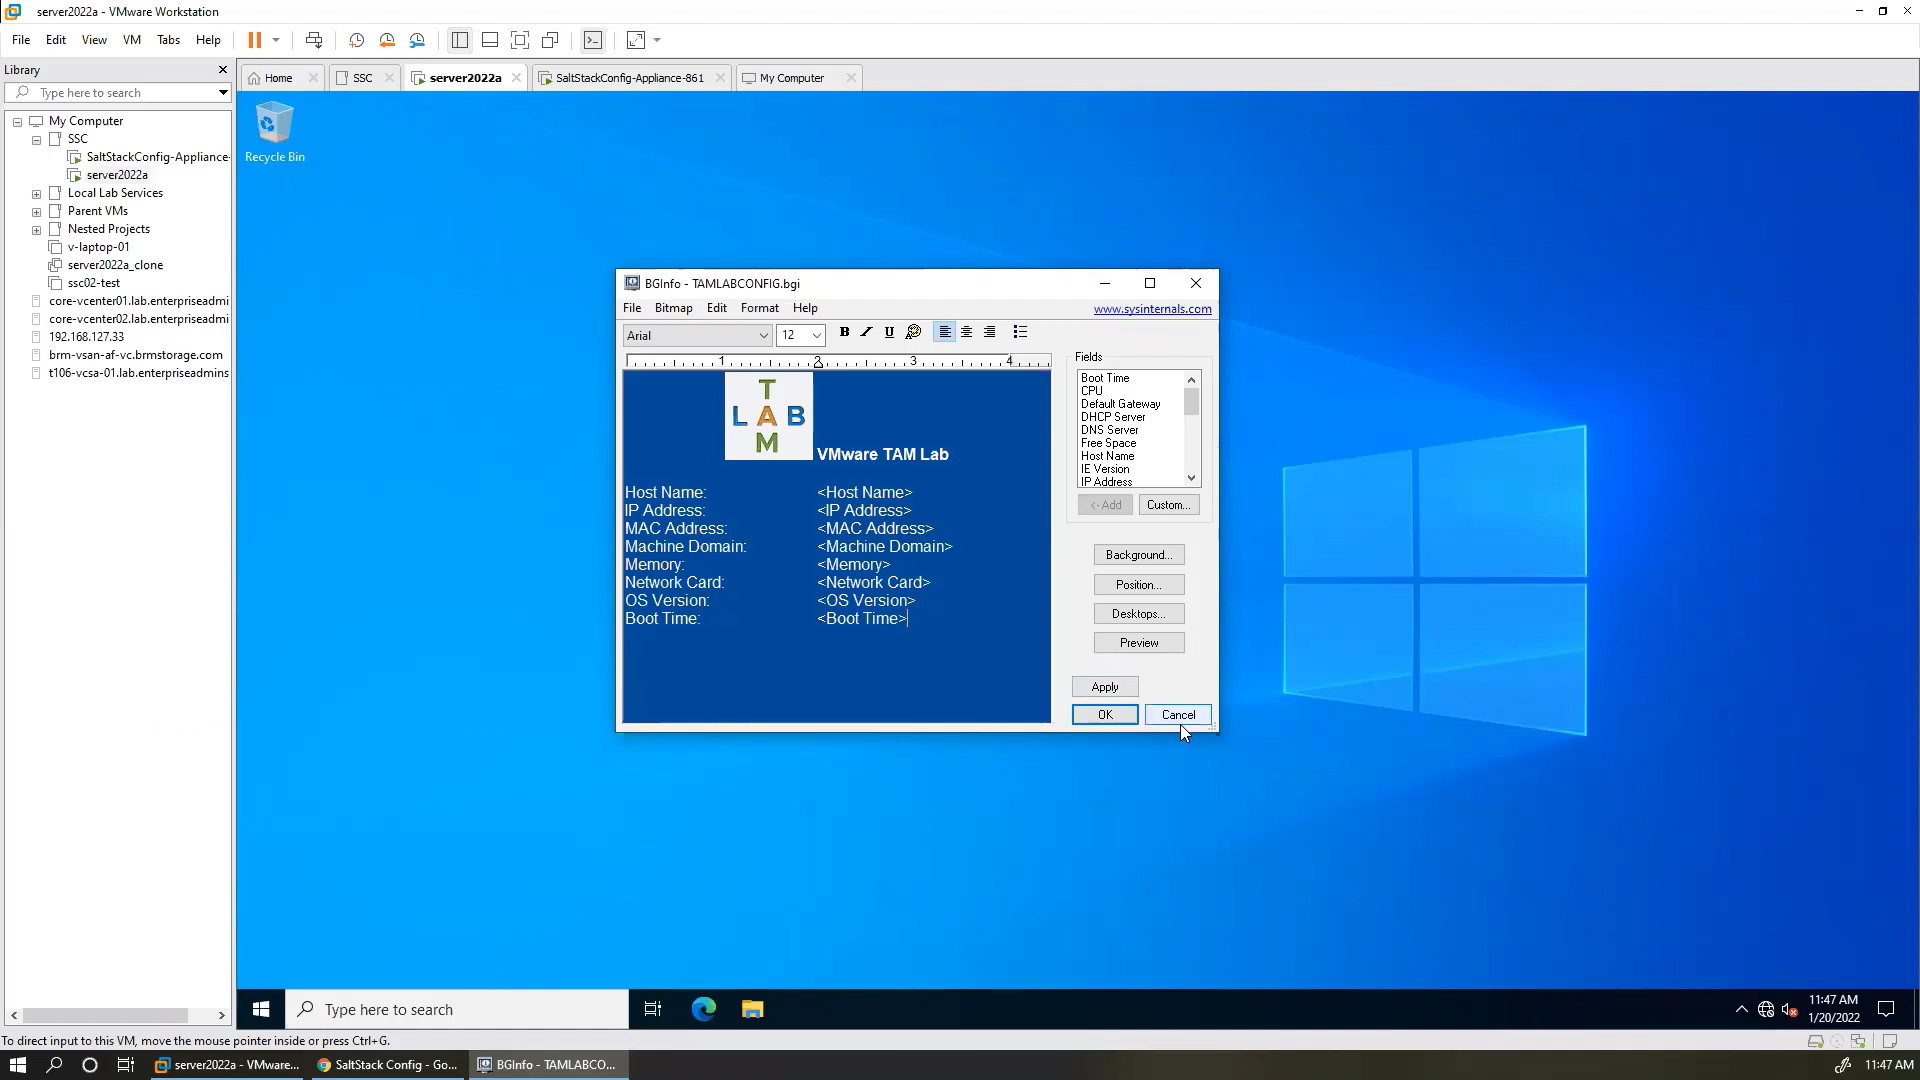 server2022a - VMware Workstation
File Edit View VM Tabs Help
Library
Type here to search
My Computer
SSC
SaltStackConfig-Appliance-
server2022a
Local Lab Services
Parent VMs
Nested Projects
v-laptop-01
server2022a_clone
ssc02-test
core-vcenter01.lab.enterpriseadmi
core-vcenter02.lab.enterpriseadmi
192.168.127.33
brm-vsan-af-vc.brmstorage.com
t106-vcsa-01.lab.enterpriseadmins
Home SSC server2022a SaltStackConfig-Appliance-861 My Computer
Recycle Bin
BGInfo - TAMLABCONFIG.bgi
File Bitmap Edit Format Help www.sysinternals.com
Arial 12 B I U
1 2 3 4
T
LAB
M
VMware TAM Lab
Host Name: <Host Name>
IP Address: <IP Address>
MAC Address: <MAC Address>
Machine Domain: <Machine Domain>
Memory: <Memory>
Network Card: <Network Card>
OS Version: <OS Version>
Boot Time: <Boot Time>
Fields
Boot Time
CPU
Default Gateway
DHCP Server
DNS Server
Free Space
Host Name
IE Version
IP Address
<- Add Custom...
Background...
Position...
Desktops...
Preview
Apply
OK Cancel
Type here to search
11:47 AM
1/20/2022
To direct input to this VM, move the mouse pointer inside or press Ctrl+G.
server2022a - VMware... SaltStack Config - Go... BGInfo - TAMLABCO... 11:47 AM